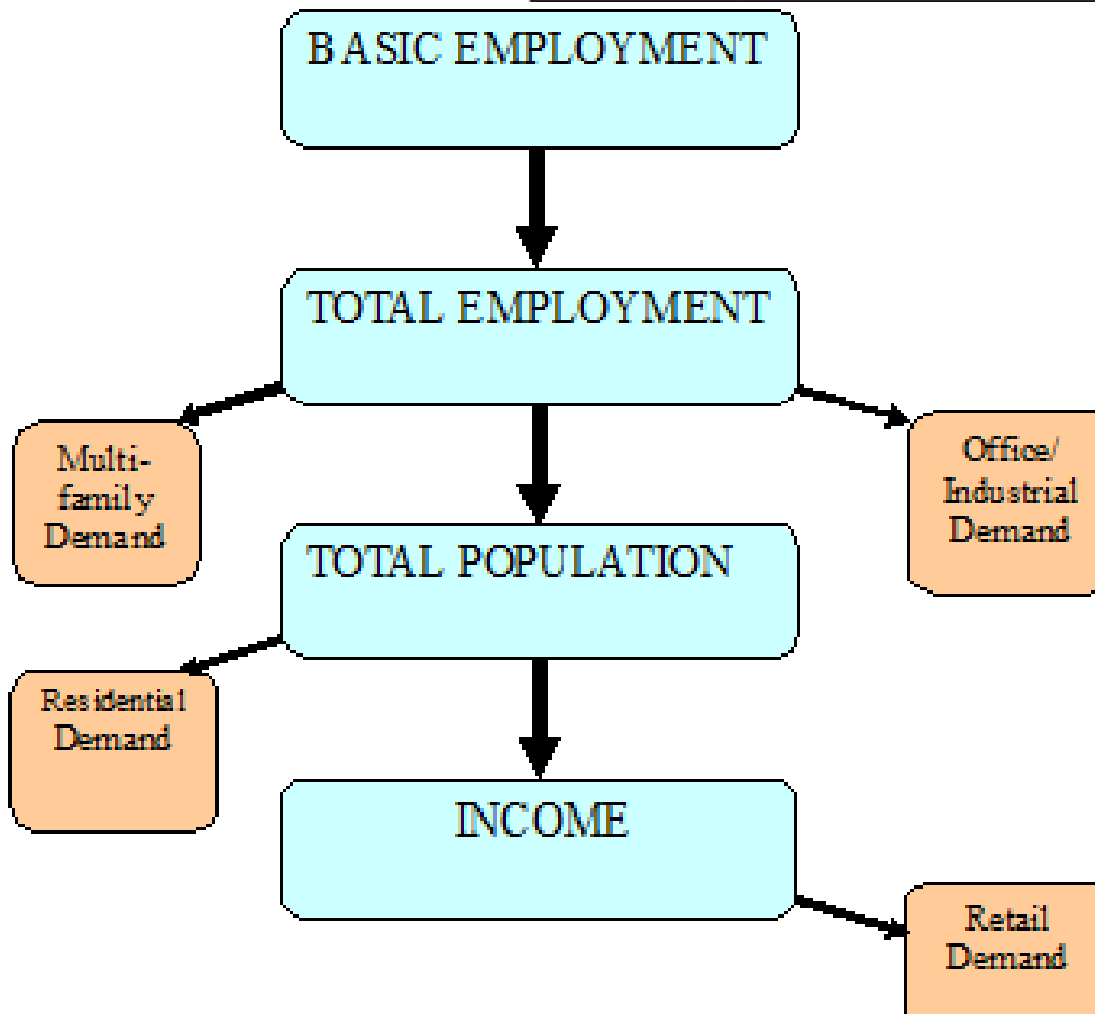 BASIC EMPLOYMENT
TOTAL EMPLOYMENT
Multi-
family
Demand
Office/
Industrial
Demand
TOTAL POPULATION
Residential
Demand
INCOME
Retail
Demand